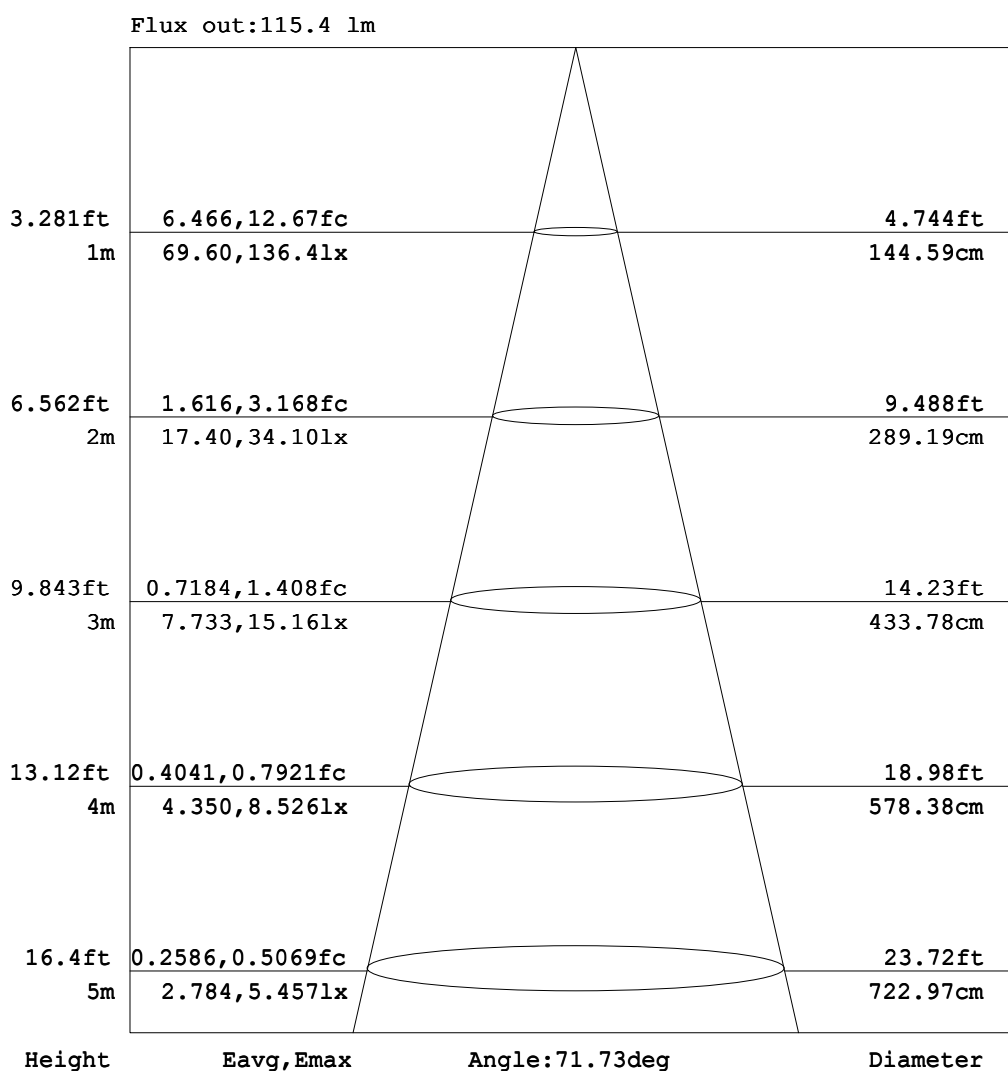 Flux out:115.4 lm
3.281ft 6.466,12.67fc 4.744ft
1m 69.60,136.4lx 144.59cm
6.562ft 1.616,3.168fc 9.488ft
2m 17.40,34.10lx 289.19cm
9.843ft 0.7184,1.408fc 14.23ft
3m 7.733,15.16lx 433.78cm
13.12ft 0.4041,0.7921fc 18.98ft
4m 4.350,8.526lx 578.38cm
16.4ft 0.2586,0.5069fc 23.72ft
5m 2.784,5.457lx 722.97cm
Height Eavg,Emax Angle:71.73deg Diameter